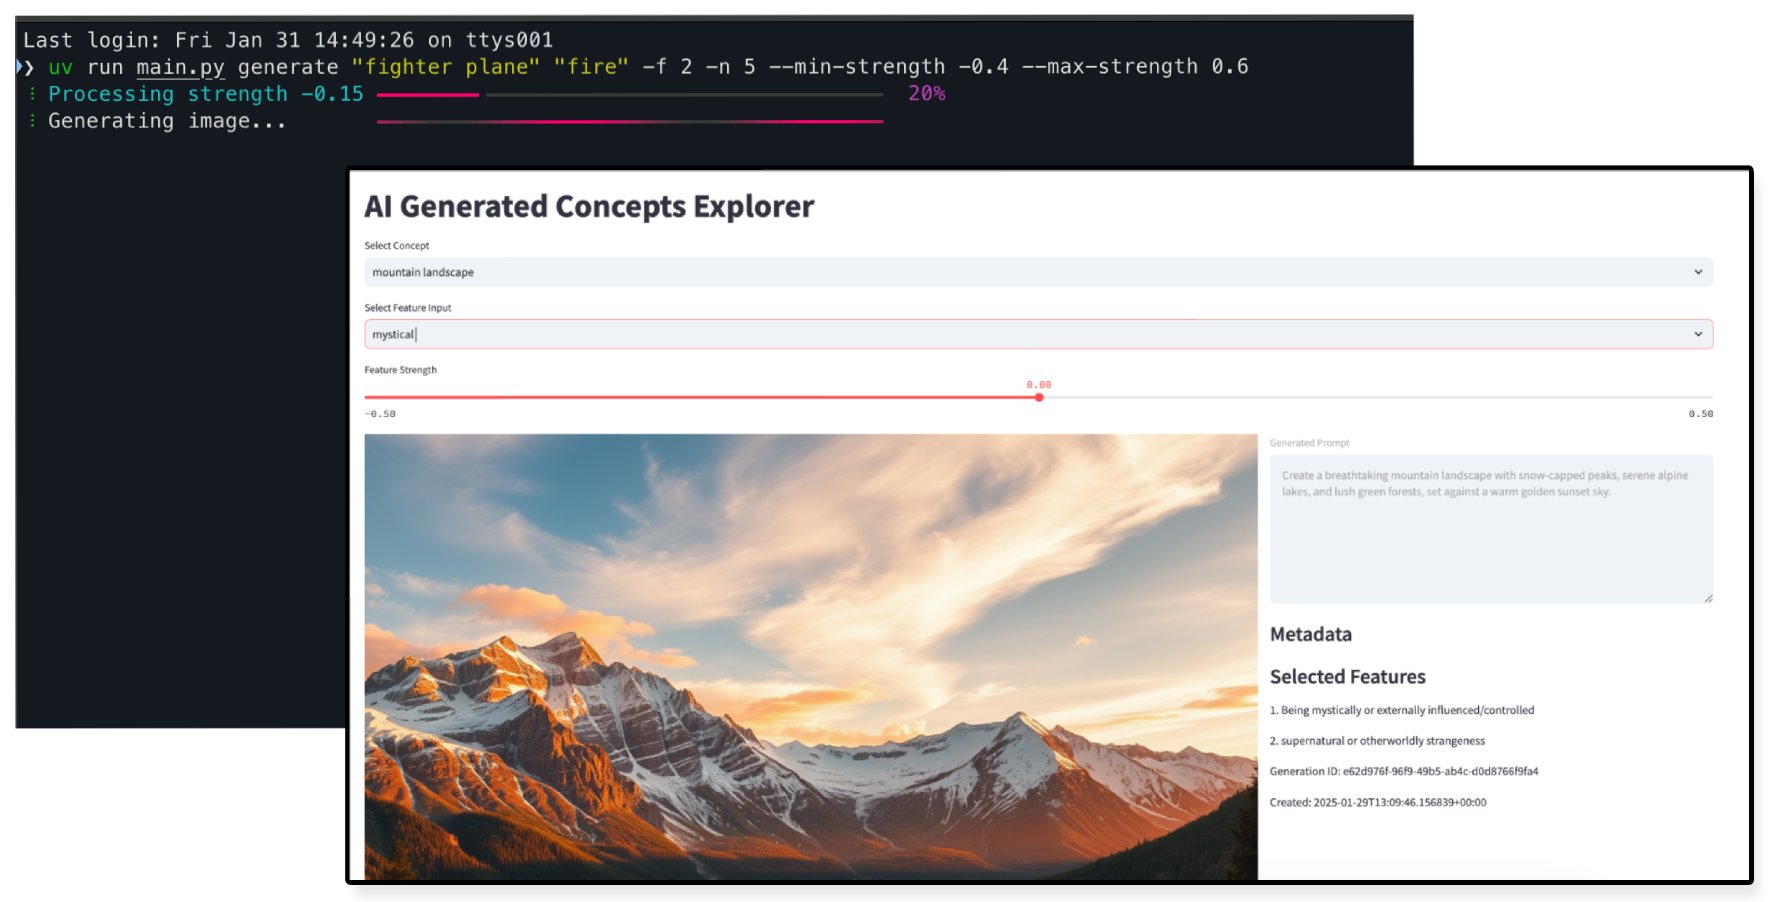 Last login: Fri Jan 31 14:49:26 on ttys001
❯ uv run main.py generate "fighter plane" "fire" -f 2 -n 5 --min-strength -0.4 --max-strength 0.6
Processing strength -0.15 20%
Generating image...
AI Generated Concepts Explorer
Select Concept
mountain landscape
Select Feature Input
mystical
Feature Strength
0.00
-0.50 0.50
Generated Prompt
Create a breathtaking mountain landscape with snow-capped peaks, serene alpine
lakes, and lush green forests, set against a warm golden sunset sky.
Metadata
Selected Features
1. Being mystically or externally influenced/controlled
2. supernatural or otherworldly strangeness
Generation ID: e62d976f-96f9-49b5-ab4c-d0d8766f9fa4
Created: 2025-01-29T13:09:46.156839+00:00